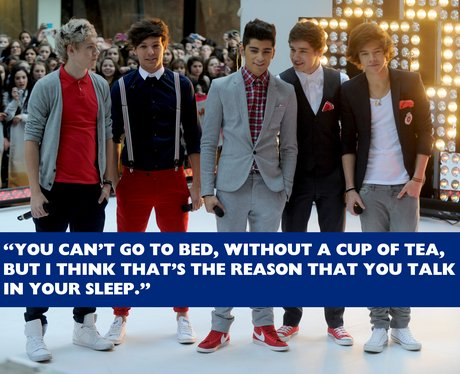 “YOU CAN’T GO TO BED, WITHOUT A CUP OF TEA,
BUT I THINK THAT’S THE REASON THAT YOU TALK
IN YOUR SLEEP.”